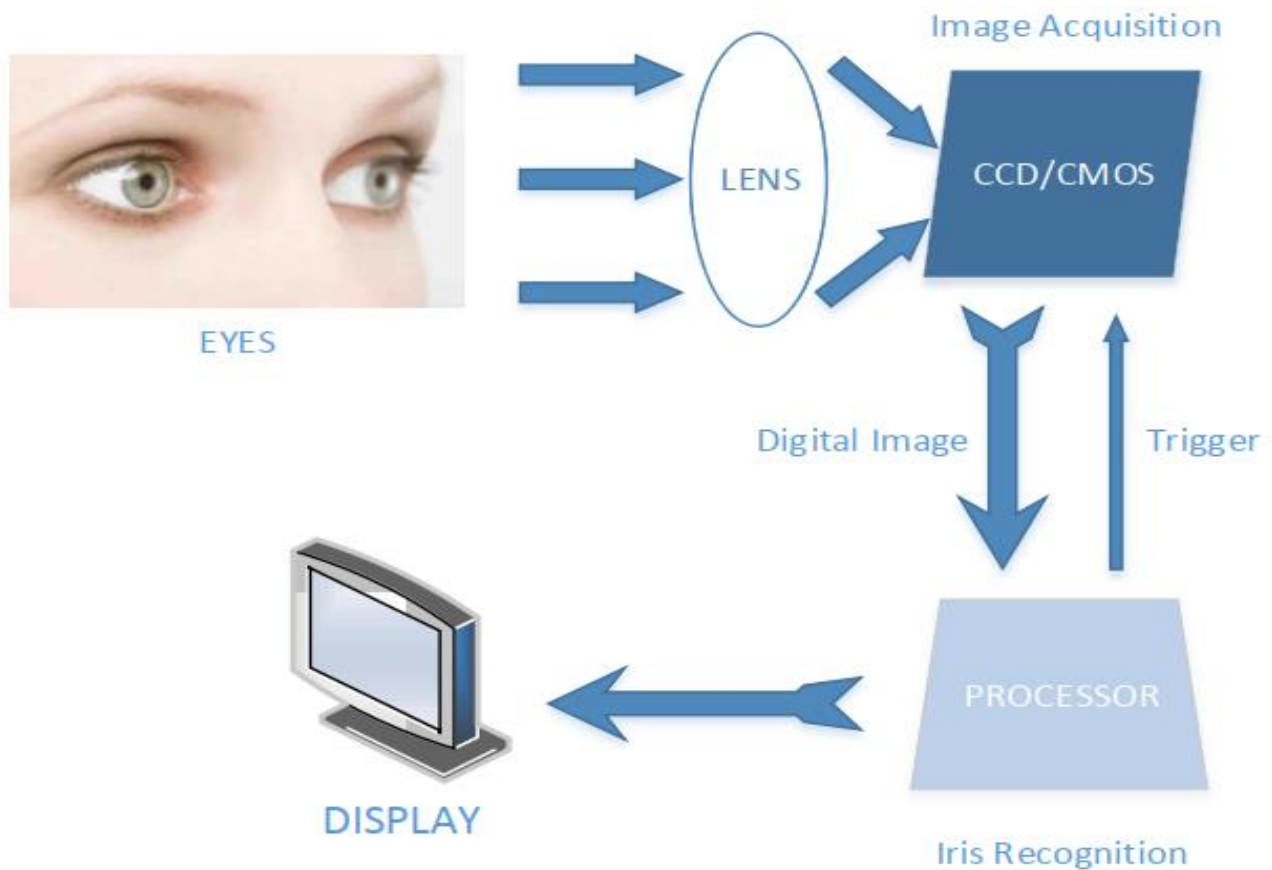 Image Acquisition
LENS
CCD/CMOS
EYES
Digital Image
Trigger
PROCESSOR
DISPLAY
Iris Recognition